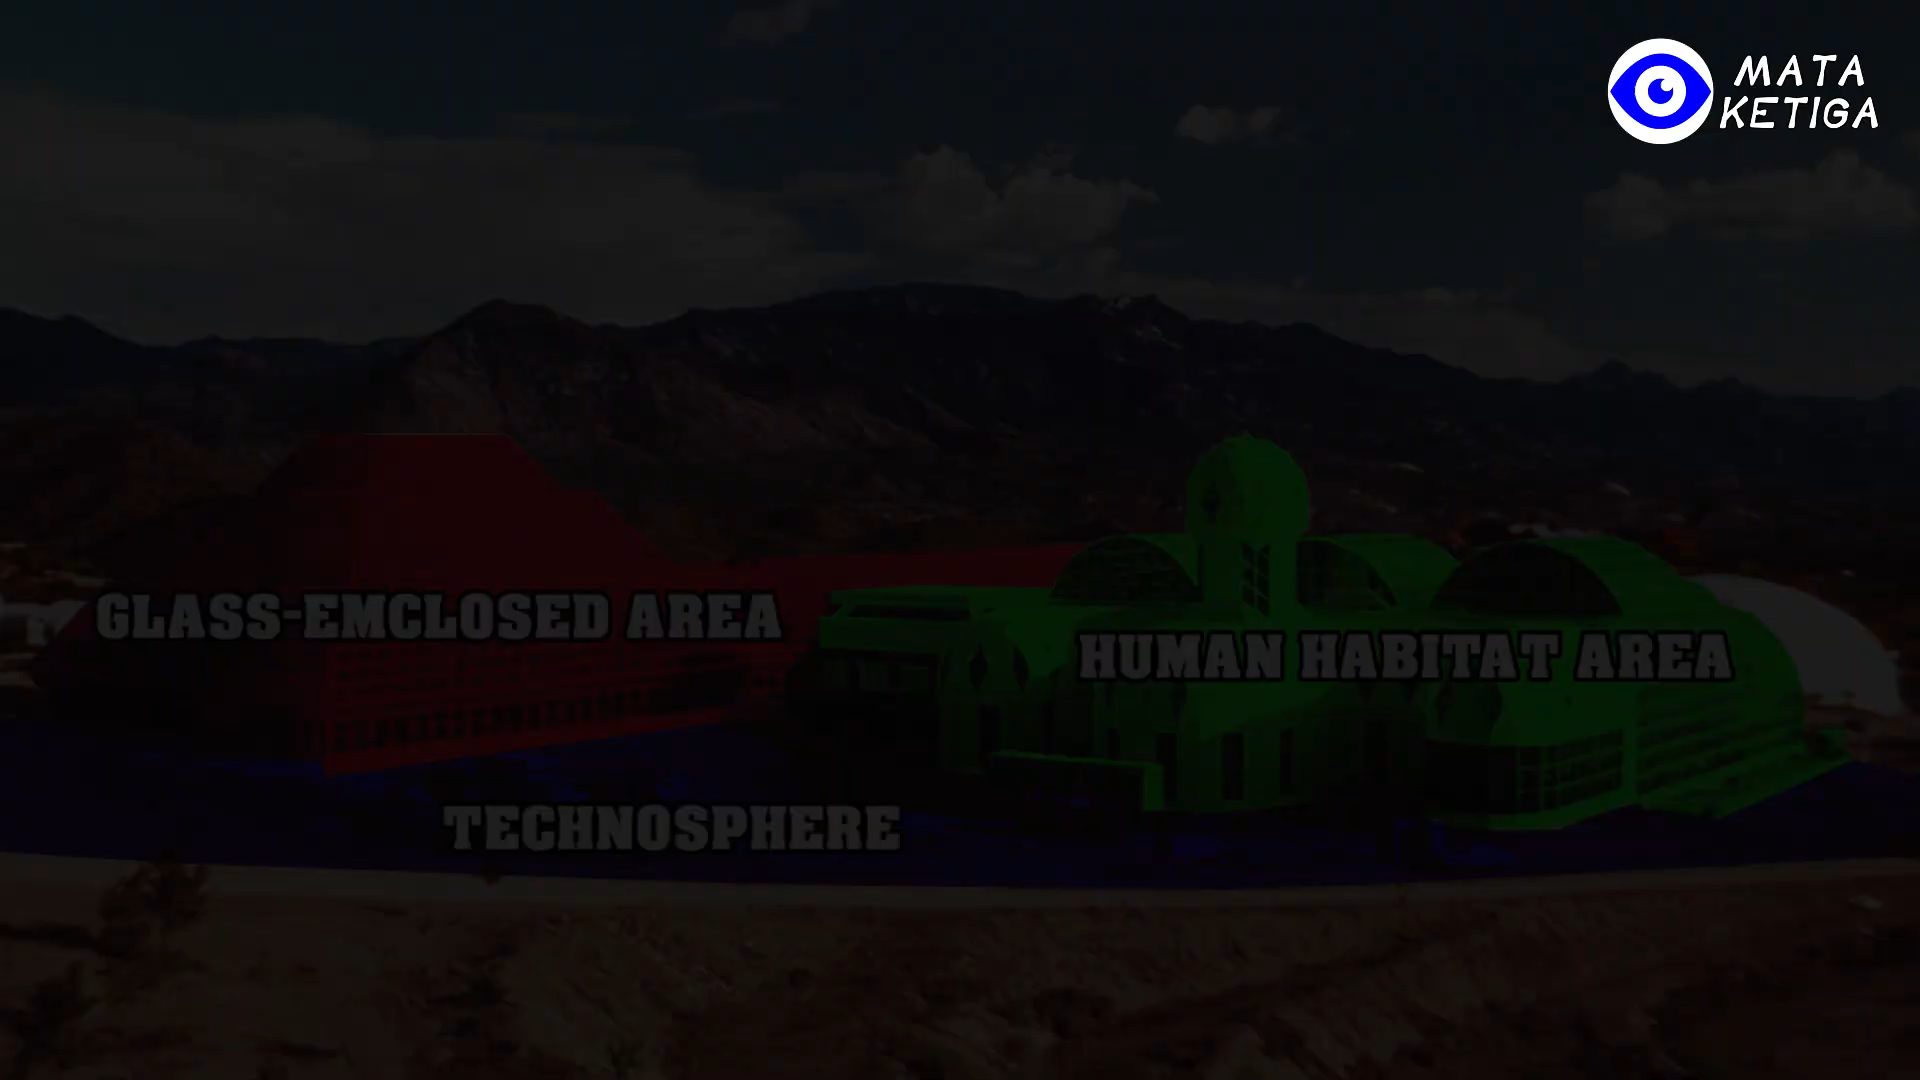 MATA
KETIGA
GLASS-EMCLOSED AREA
HUMAN HABITAT AREA
TECHNOSPHERE